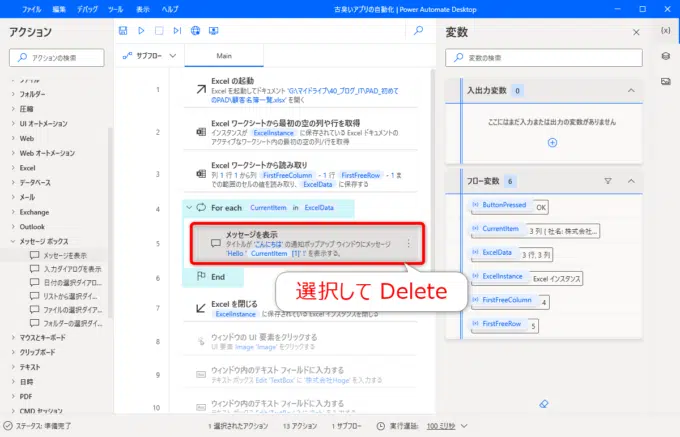 ファイル 編集 デバッグ ツール 表示 ヘルプ 古臭いアプリの自動化 | Power Automate Desktop
アクション
アクションの検索
ファイル
フォルダー
圧縮
UI オートメーション
Web
Web オートメーション
Excel
データベース
メール
Exchange
Outlook
メッセージ ボックス
メッセージを表示
入力ダイアログを表示
日付の選択ダイアロ...
リストから選択ダイ...
ファイルの選択ダイ...
フォルダーの選択ダイ...
マウスとキーボード
クリップボード
テキスト
日時
PDF
CMD セッション
サブフロー
Main
1
Excel の起動
Excel を起動してドキュメント 'G:\マイドライブ\40_ブログ_IT\PAD_初めて
のPAD\顧客名簿一覧.xlsx' を開く
2
Excel ワークシートから最初の空の列や行を取得
インスタンスが ExcelInstance に保存されている Excel ドキュメントの
アクティブなワークシート内の最初の空の列/行を取得
3
Excel ワークシートから読み取り
列 1 行 1 から列 FirstFreeColumn - 1 行 FirstFreeRow - 1 ま
での範囲のセルの値を読み取り、 ExcelData に保存する
4
For each CurrentItem in ExcelData
5
メッセージを表示
タイトルが 'こんにちは' の通知ポップアップ ウィンドウにメッセージ
'Hello ' CurrentItem [1]' !' を表示する。
6
End
選択して Delete
7
Excel を閉じる
ExcelInstance に保存されている Excel インスタンスを閉じる
8
ウィンドウの UI 要素をクリックする
UI 要素 Image 'Image' をクリックする
9
ウィンドウ内のテキスト フィールドに入力する
テキスト ボックス Edit 'TextBox' に '株式会社Hoge' を入力する
10
ウィンドウ内のテキスト フィールドに入力する
変数
{x}
変数の検索
入出力変数 0
ここにはまだ入力または出力の変数がありません
フロー変数 6
(x) ButtonPressed OK
(x) CurrentItem 3 列 [ 社名: 株式会社...
(x) ExcelData 3 行, 3 列
(x) ExcelInstance Excel インスタンス
(x) FirstFreeColumn 4
(x) FirstFreeRow 5
ステータス: 準備完了 1 選択されたアクション 13 アクション 1 サブフロー 実行遅延: 100 ミリ秒